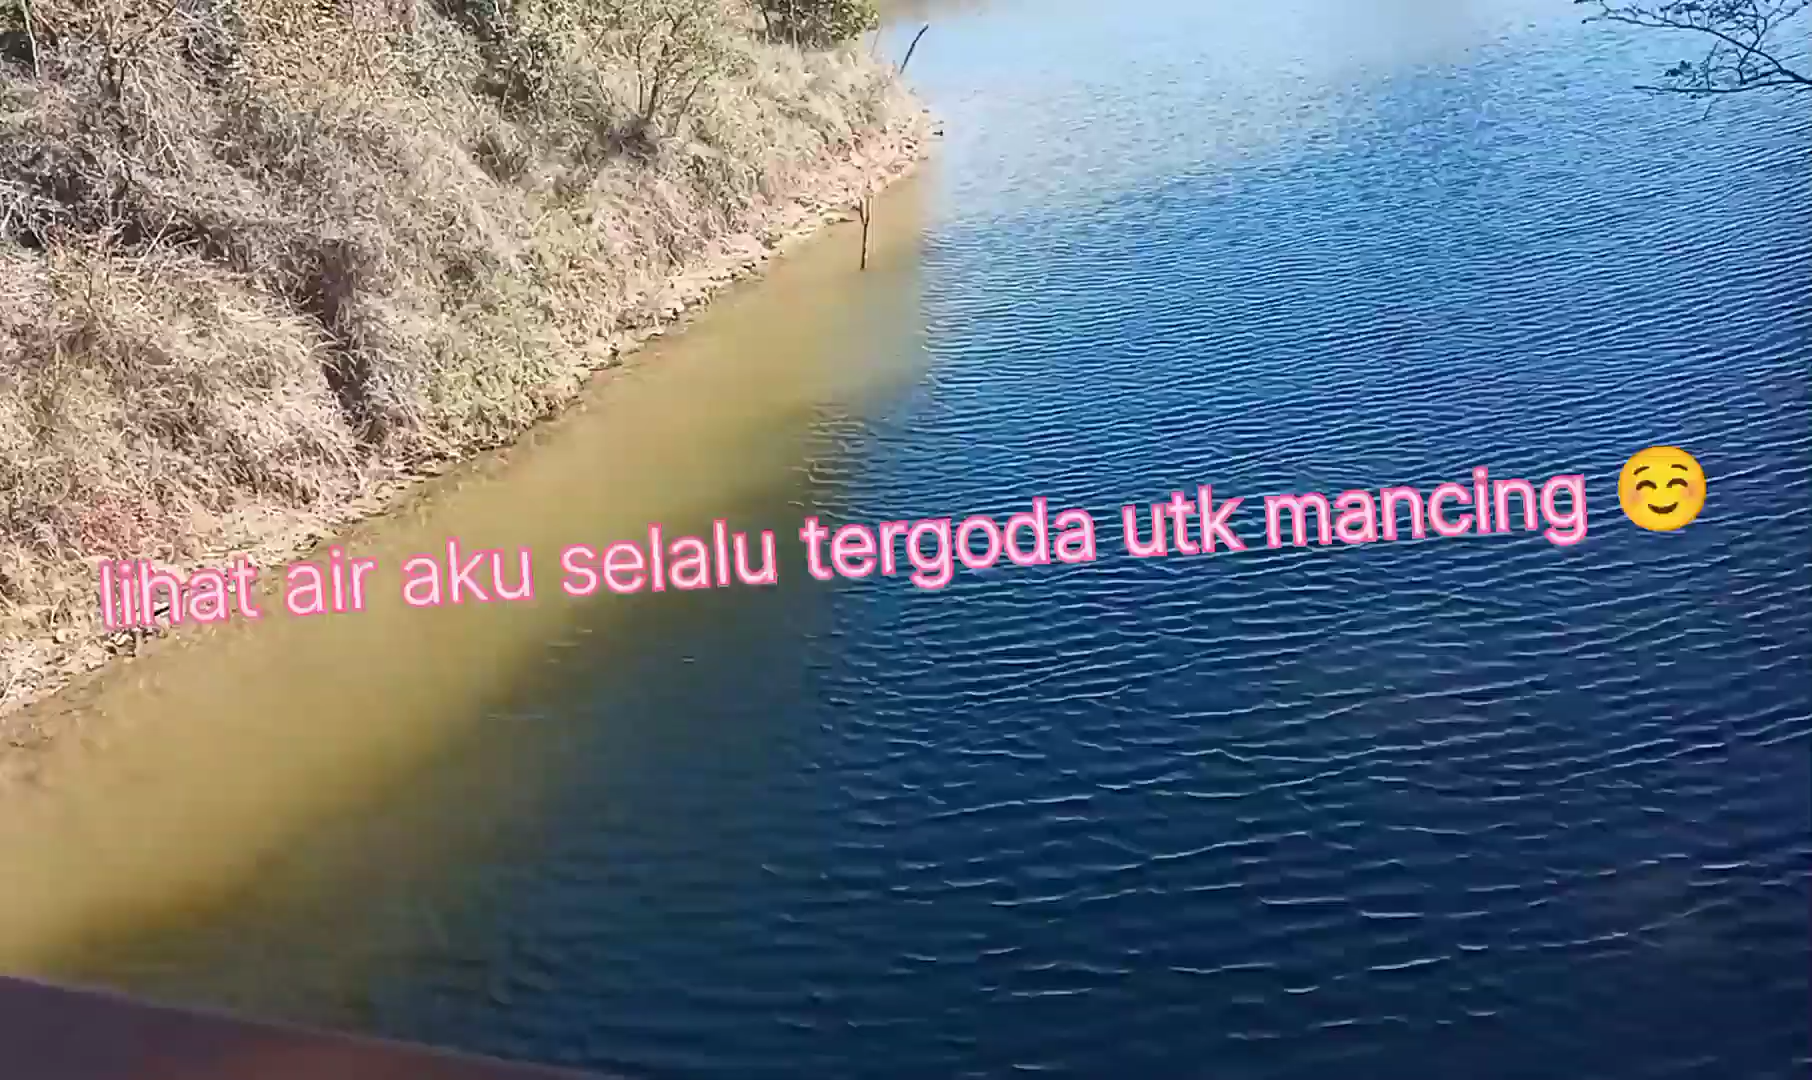 lihat air aku selalu tergoda utk mancing ☺️